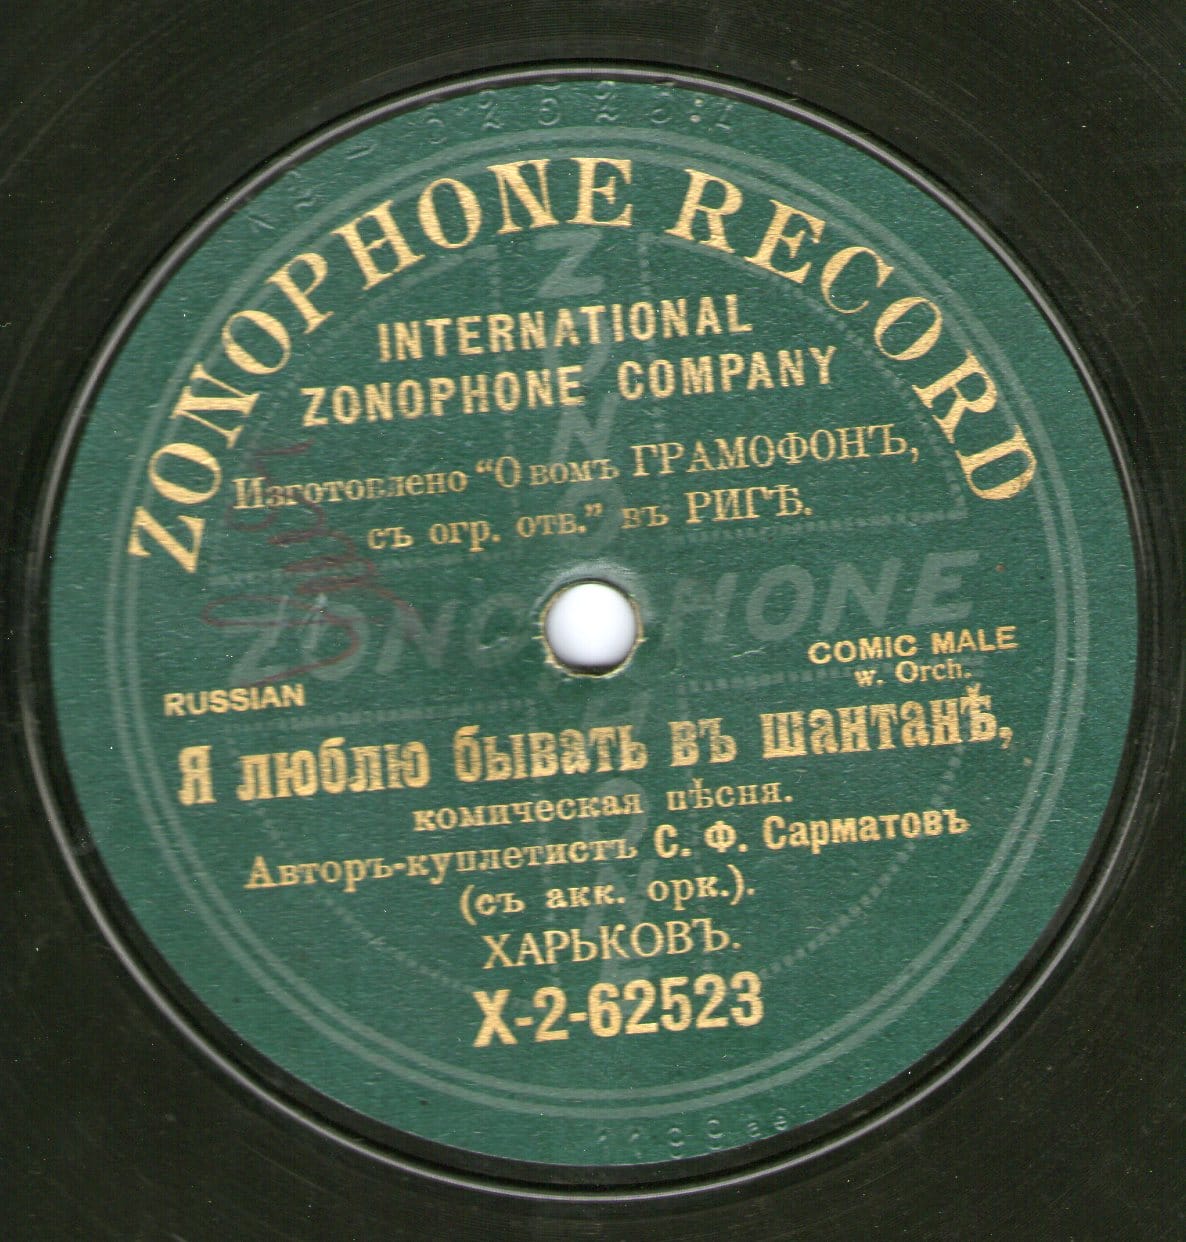 ZONOPHONE RECORD
INTERNATIONAL
ZONOPHONE COMPANY
Изготовлено “О вомъ ГРАМОФОНЪ,
съ огр. отв.” въ РИГѢ.
ZONOPHONE
RUSSIAN
COMIC MALE
w. Orch.
Я люблю бывать въ шантанѣ,
комическая пѣсня.
Авторъ-куплетистъ С. Ф. Сарматовъ
(съ акк. орк.).
ХАРЬКОВЪ.
X-2-62523